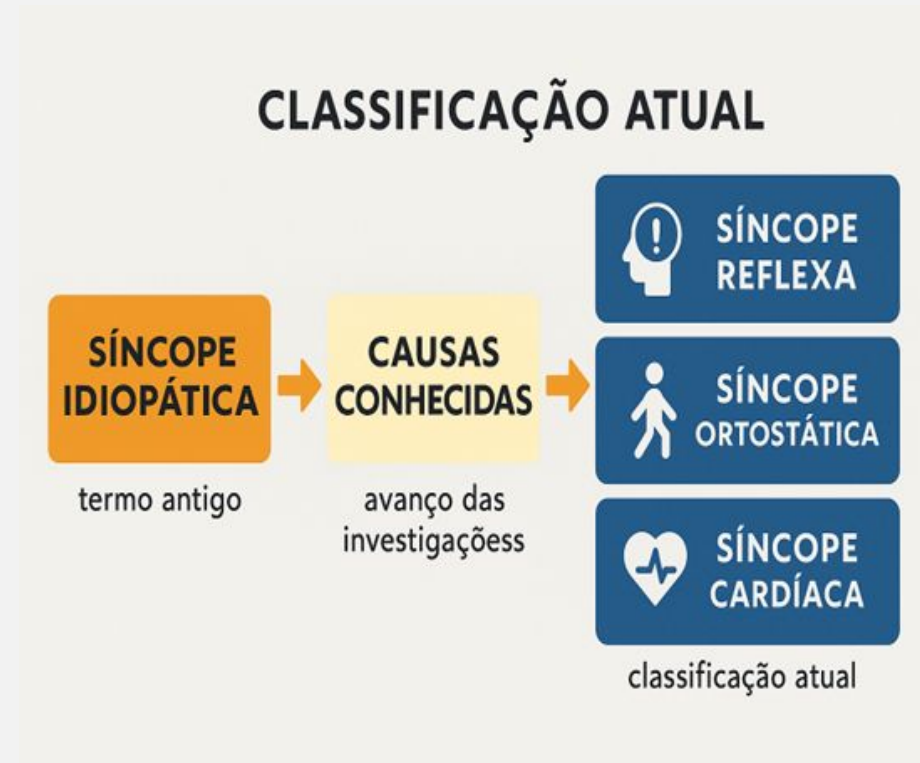 CLASSIFICAÇÃO ATUAL
SÍNCOPE
IDIOPÁTICA
termo antigo
CAUSAS
CONHECIDAS
avanço das
investigaçõess
SÍNCOPE
REFLEXA
SÍNCOPE
ORTOSTÁTICA
SÍNCOPE
CARDÍACA
classificação atual